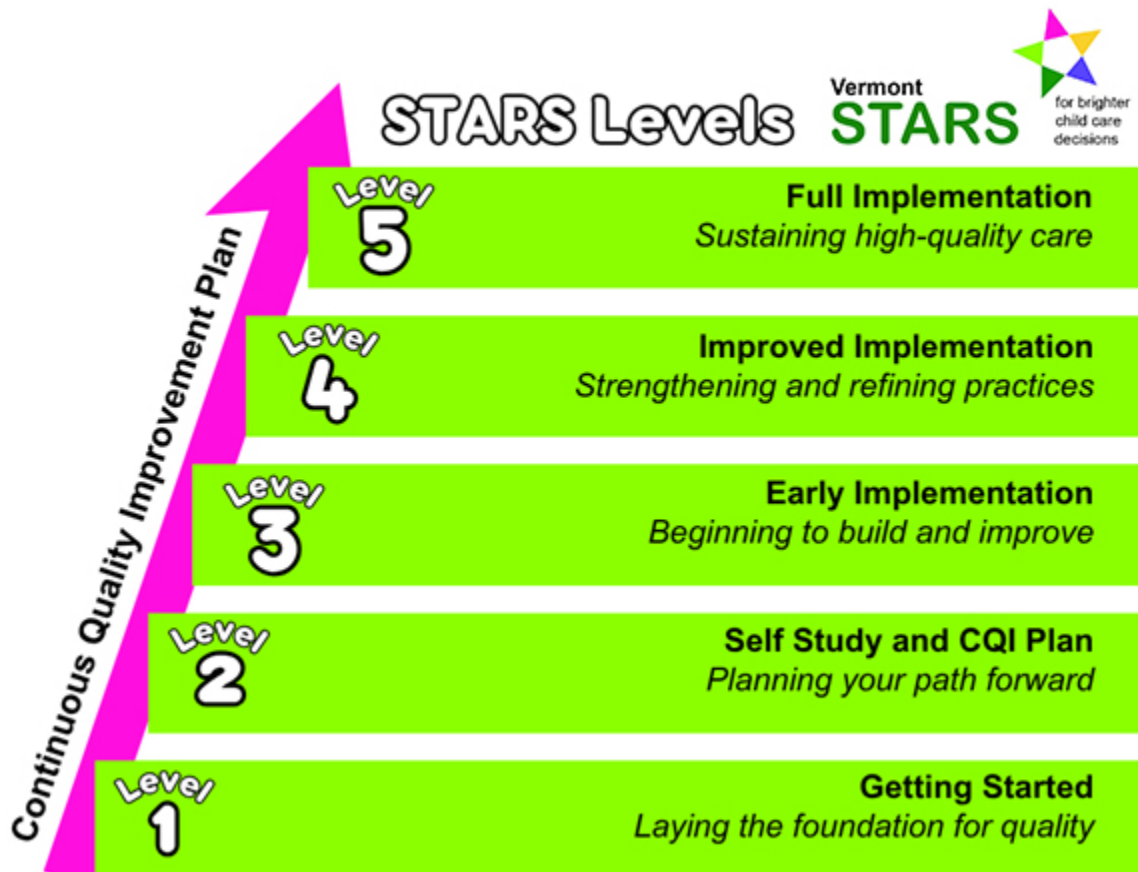 STARS Levels
Vermont
STARS
for brighter
child care
decisions
Continuous Quality Improvement Plan
Level
5
Full Implementation
Sustaining high-quality care
Level
4
Improved Implementation
Strengthening and refining practices
Level
3
Early Implementation
Beginning to build and improve
Level
2
Self Study and CQI Plan
Planning your path forward
Level
1
Getting Started
Laying the foundation for quality